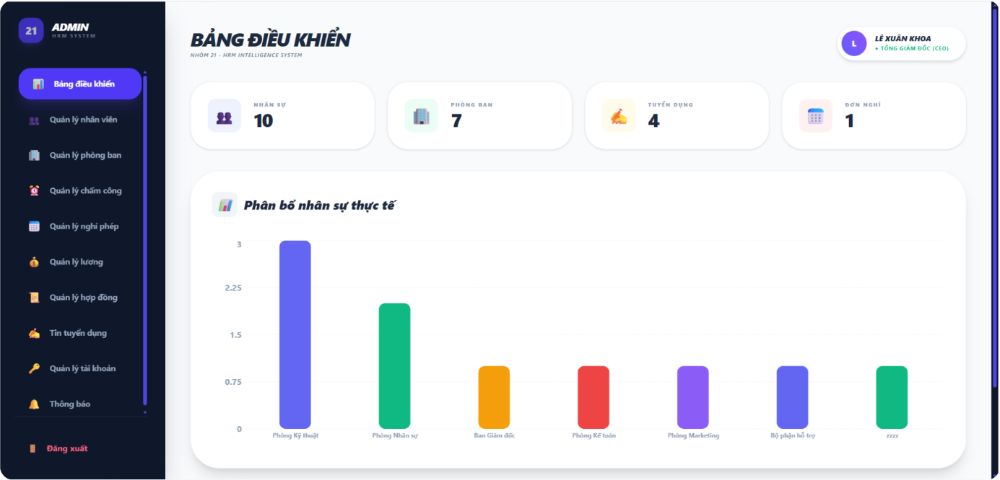 21
ADMIN
HRM SYSTEM
Bảng điều khiển
Quản lý nhân viên
Quản lý phòng ban
Quản lý chấm công
Quản lý nghỉ phép
Quản lý lương
Quản lý hợp đồng
Tin tuyển dụng
Quản lý tài khoản
Thông báo
Đăng xuất
BẢNG ĐIỀU KHIỂN
NHÓM 21 - HRM INTELLIGENCE SYSTEM
L
LÊ XUÂN KHOA
● TỔNG GIÁM ĐỐC (CEO)
NHÂN SỰ
10
PHÒNG BAN
7
TUYỂN DỤNG
4
ĐƠN NGHỈ
1
Phân bổ nhân sự thực tế
3
2.25
1.5
0.75
0
Phòng Kỹ thuật
Phòng Nhân sự
Ban Giám đốc
Phòng Kế toán
Phòng Marketing
Bộ phận hỗ trợ
zzzz